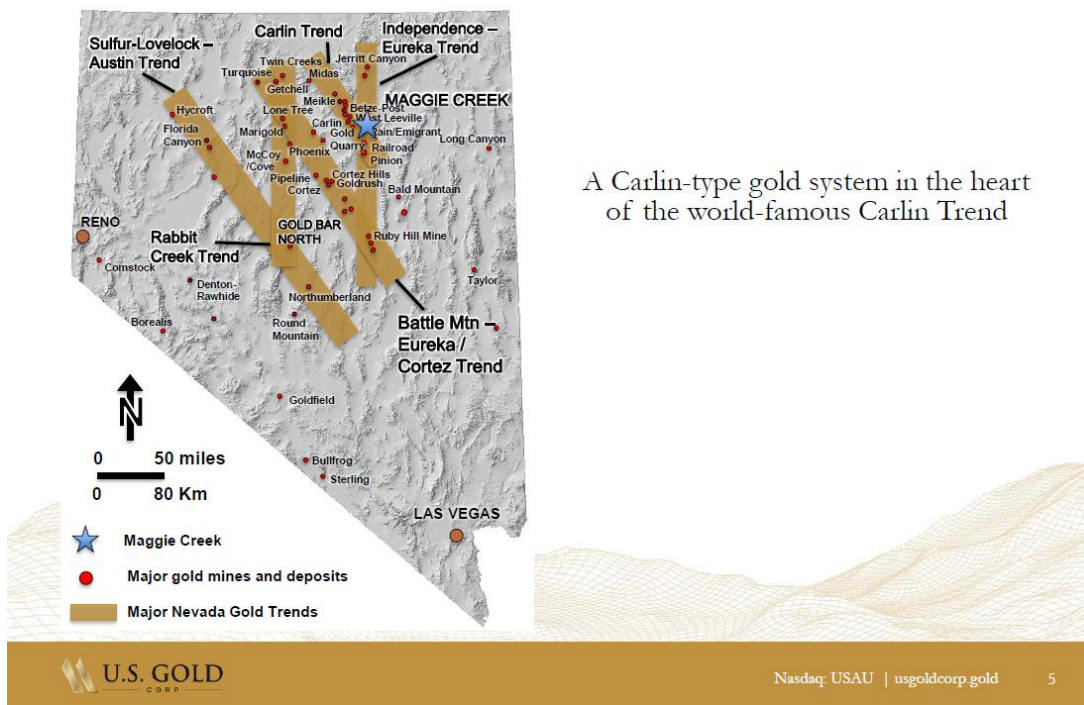 Carlin Trend
Independence –
Eureka Trend
Sulfur-Lovelock –
Austin Trend
Twin Creeks
Jerritt Canyon
Turquoise
Midas
Getchell
Meikle
MAGGIE CREEK
Hycroft
Lone Tree
Betze-Post
West Leeville
Florida
Canyon
Marigold
Carlin
Gold
Quarry
Rain/Emigrant
Long Canyon
McCoy
/Cove
Phoenix
Railroad
Pinion
Pipeline
Cortez Hills
Cortez
Goldrush
Bald Mountain
RENO
GOLD BAR
NORTH
Ruby Hill Mine
Rabbit
Creek Trend
Comstock
Denton-
Rawhide
Northumberland
Taylor
Borealis
Round
Mountain
Battle Mtn –
Eureka /
Cortez Trend
N
Goldfield
0 50 miles
0 80 Km
Bullfrog
Sterling
LAS VEGAS
Maggie Creek
Major gold mines and deposits
Major Nevada Gold Trends
A Carlin-type gold system in the heart
of the world-famous Carlin Trend
U.S. GOLD
CORP
Nasdaq: USAU | usgoldcorp.gold 5